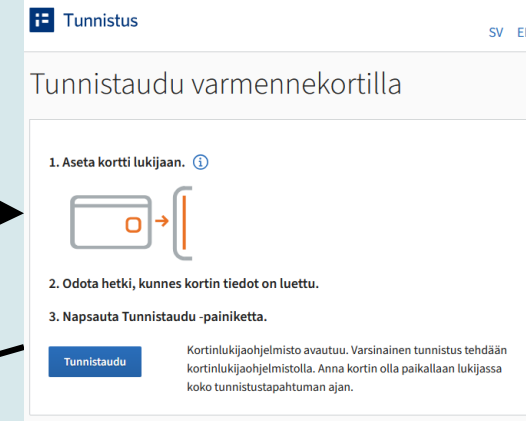 Tunnistus
SV
Tunnistaudu varmennekortilla
1. Aseta kortti lukijaan.
2. Odota hetki, kunnes kortin tiedot on luettu.
3. Napsauta Tunnistaudu -painiketta.
Tunnistaudu
Kortinlukijaohjelmisto avautuu. Varsinainen tunnistus tehdään
kortinlukijaohjelmistolla. Anna kortin olla paikallaan lukijassa
koko tunnistustapahtuman ajan.